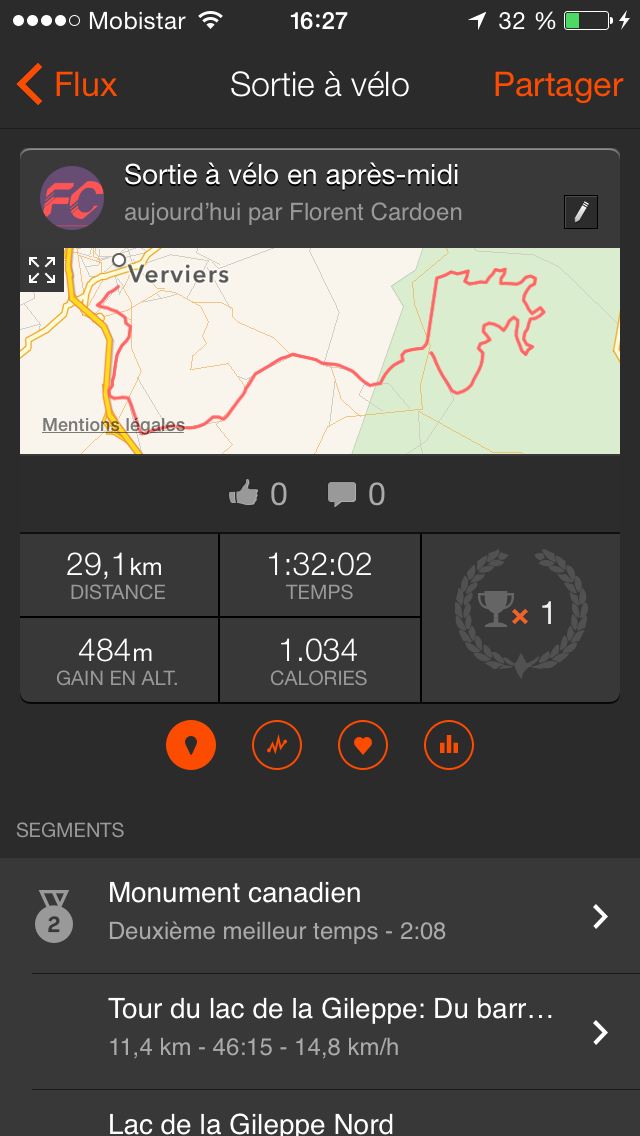 Mobistar 16:27 32 %
Flux Sortie à vélo Partager
FC
Sortie à vélo en après-midi
aujourd'hui par Florent Cardoen
Verviers
Mentions légales
0 0
29,1km 1:32:02
DISTANCE TEMPS
1
484m 1.034
GAIN EN ALT. CALORIES
SEGMENTS
2
Monument canadien
Deuxième meilleur temps - 2:08
Tour du lac de la Gileppe: Du barr...
11,4 km - 46:15 - 14,8 km/h
Lac de la Gileppe Nord